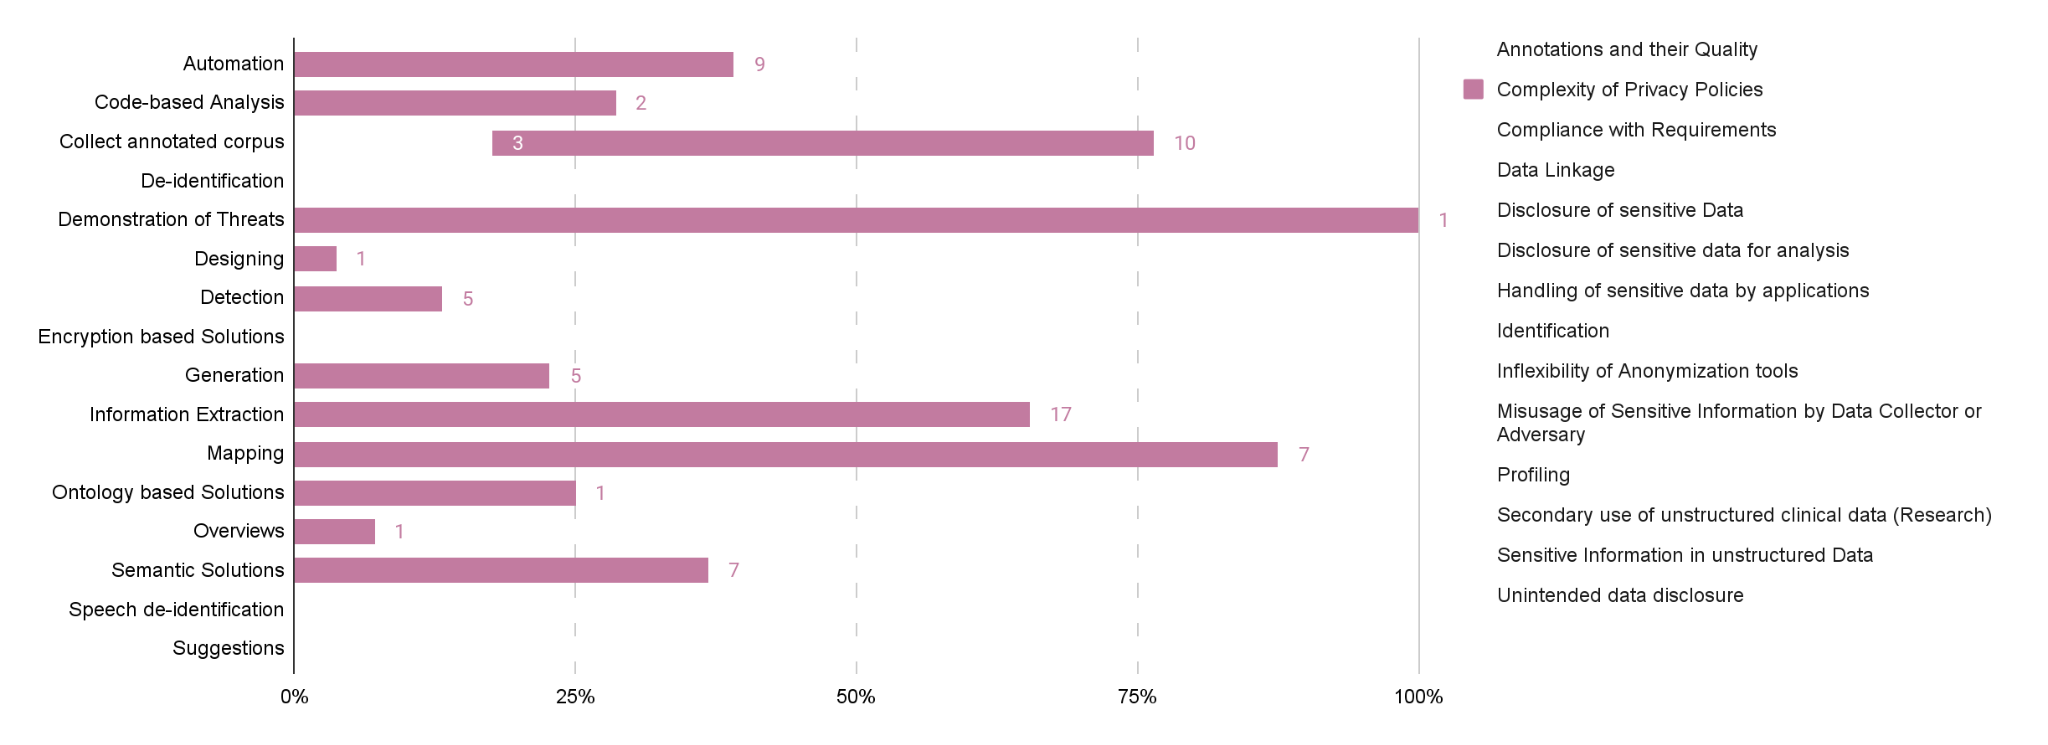 Automation 9
Code-based Analysis 2
Collect annotated corpus 3 10
De-identification
Demonstration of Threats 1
Designing 1
Detection 5
Encryption based Solutions
Generation 5
Information Extraction 17
Mapping 7
Ontology based Solutions 1
Overviews 1
Semantic Solutions 7
Speech de-identification
Suggestions
0% 25% 50% 75% 100%
Annotations and their Quality
Complexity of Privacy Policies
Compliance with Requirements
Data Linkage
Disclosure of sensitive Data
Disclosure of sensitive data for analysis
Handling of sensitive data by applications
Identification
Inflexibility of Anonymization tools
Misusage of Sensitive Information by Data Collector or
Adversary
Profiling
Secondary use of unstructured clinical data (Research)
Sensitive Information in unstructured Data
Unintended data disclosure